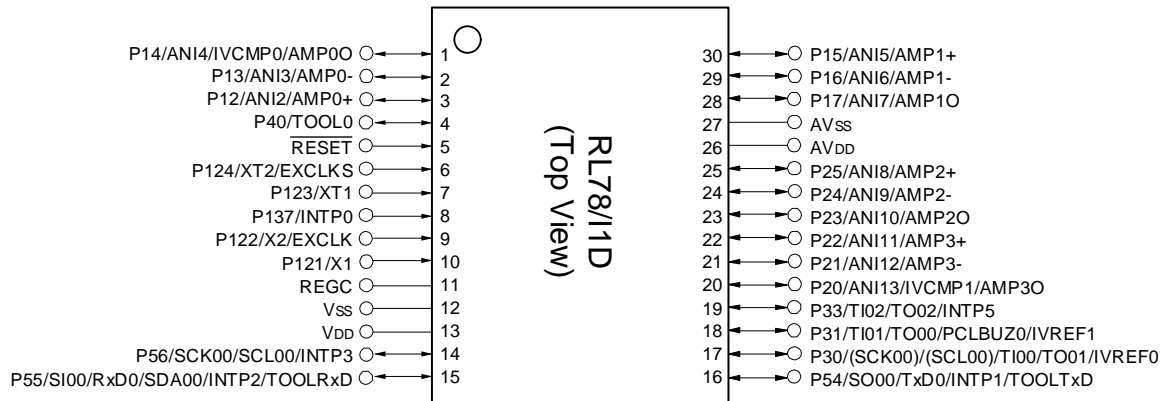 P14/ANI4/IVCMP0/AMP0O 1
P13/ANI3/AMP0- 2
P12/ANI2/AMP0+ 3
P40/TOOL0 4
RESET 5
P124/XT2/EXCLKS 6
P123/XT1 7
P137/INTP0 8
P122/X2/EXCLK 9
P121/X1 10
REGC 11
VSS 12
VDD 13
P56/SCK00/SCL00/INTP3 14
P55/SI00/RxD0/SDA00/INTP2/TOOLRxD 15
RL78/I1D
(Top View)
30 P15/ANI5/AMP1+
29 P16/ANI6/AMP1-
28 P17/ANI7/AMP1O
27 AVSS
26 AVDD
25 P25/ANI8/AMP2+
24 P24/ANI9/AMP2-
23 P23/ANI10/AMP2O
22 P22/ANI11/AMP3+
21 P21/ANI12/AMP3-
20 P20/ANI13/IVCMP1/AMP3O
19 P33/TI02/TO02/INTP5
18 P31/TI01/TO00/PCLBUZ0/IVREF1
17 P30/(SCK00)/(SCL00)/TI00/TO01/IVREF0
16 P54/SO00/TxD0/INTP1/TOOLTxD